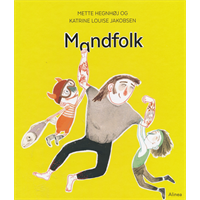 METTE HEGNHØJ OG
KATRINE LOUISE JAKOBSEN
Mandfolk
Alinea